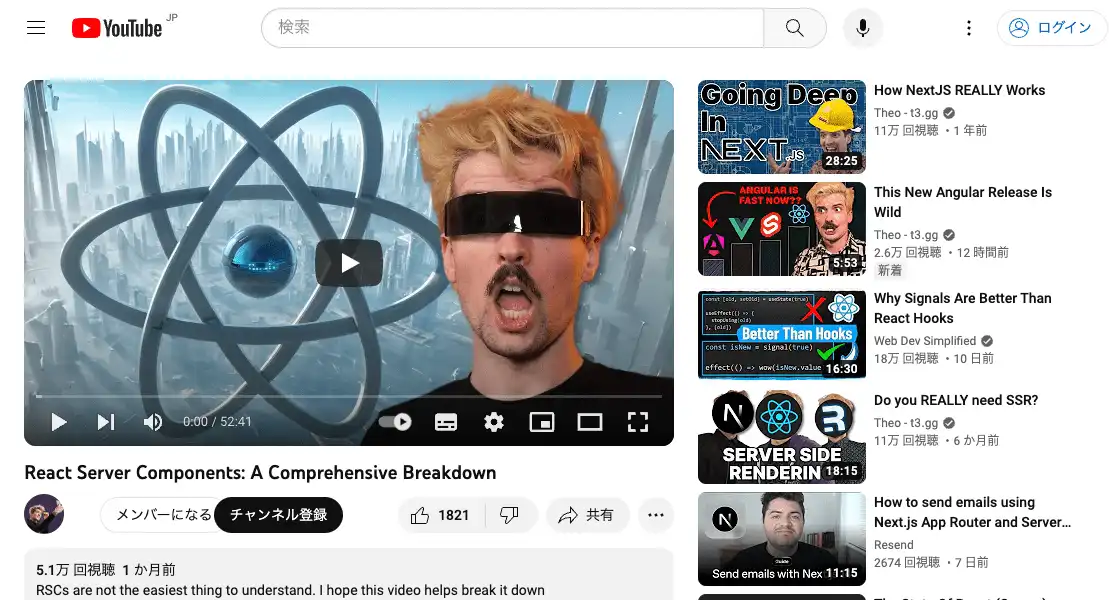 YouTube JP
検索
ログイン
0:00 / 52:41
React Server Components: A Comprehensive Breakdown
メンバーになる
チャンネル登録
1821
共有
5.1万 回視聴 1 か月前
RSCs are not the easiest thing to understand. I hope this video helps break it down
Going Deep
In
NEXT.JS
28:25
How NextJS REALLY Works
Theo - t3.gg
11万 回視聴 ・1 年前
ANGULAR IS
FAST NOW??
5:53
This New Angular Release Is
Wild
Theo - t3.gg
2.6万 回視聴 ・12 時間前
新着
const [old, setOld] = useState(true)
useEffect(() => {
stopUsing(old)
}, [old])
Better Than Hooks
const isNew = signal(true)
effect(() => wow(isNew.value
16:30
Why Signals Are Better Than
React Hooks
Web Dev Simplified
18万 回視聴 ・10 日前
N
R
SERVER SIDE
RENDERIN
18:15
Do you REALLY need SSR?
Theo - t3.gg
11万 回視聴 ・6 か月前
N
Guide
Send emails with Nex
11:15
How to send emails using
Next.js App Router and Server…
Resend
2674 回視聴 ・7 日前